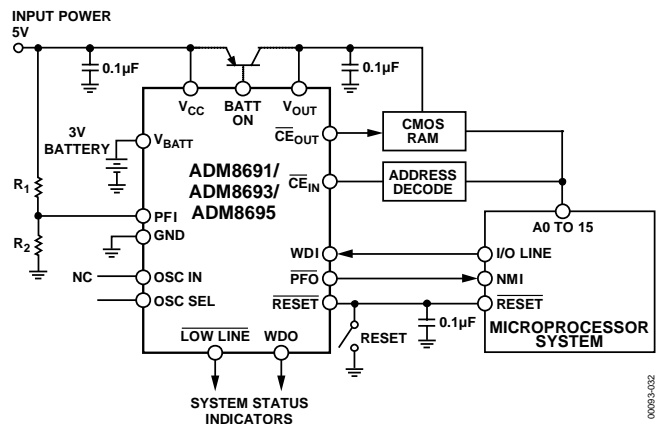 INPUT POWER
5V
0.1µF
0.1µF
VCC
BATT
ON
VOUT
3V
BATTERY
VBATT
CEOUT
CMOS
RAM
ADM8691/
ADM8693/
ADM8695
CEIN
ADDRESS
DECODE
R1
PFI
A0 TO 15
R2
GND
WDI
I/O LINE
NC
OSC IN
PFO
NMI
OSC SEL
RESET
RESET
LOW LINE
WDO
RESET
0.1µF
MICROPROCESSOR
SYSTEM
SYSTEM STATUS
INDICATORS
00093-032